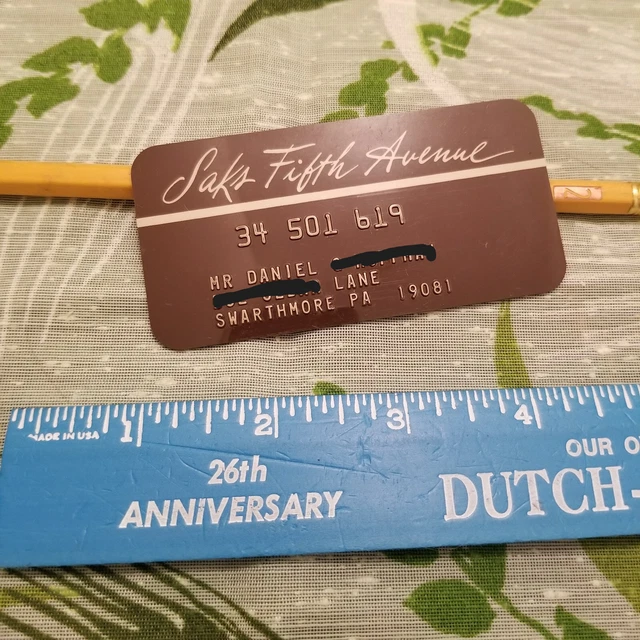 Saks Fifth Avenue
34 501 619
MR DANIEL
LANE
SWARTHMORE PA 19081
1 2 3 4
MADE IN USA
26th
ANNIVERSARY
OUR O
DUTCH-